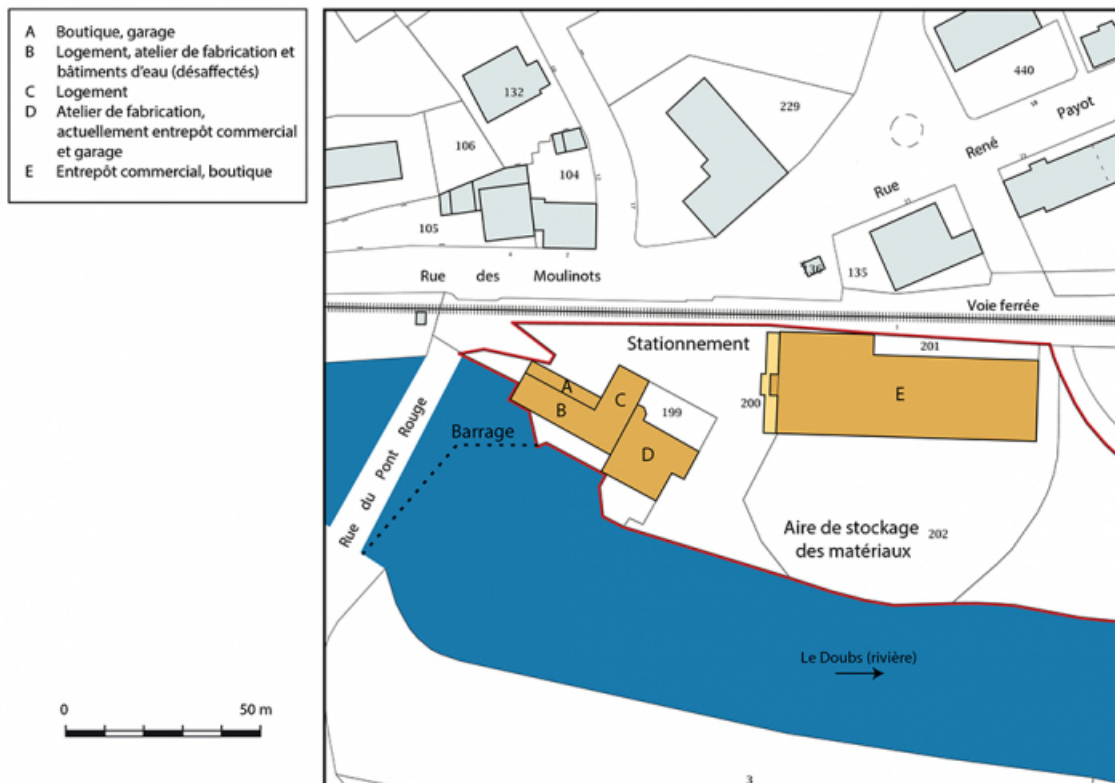 A Boutique, garage
B Logement, atelier de fabrication et
bâtiments d'eau (désaffectés)
C Logement
D Atelier de fabrication,
actuellement entrepôt commercial
et garage
E Entrepôt commercial, boutique
0 50 m
440
132
229
Payot
106
René
104
Rue
105
136
135
Rue des Moulinots
Voie ferrée
1
Stationnement
201
A
C
E
B
199
200
Rue du Pont Rouge
Barrage
D
Aire de stockage
des matériaux
202
Le Doubs (rivière)
3